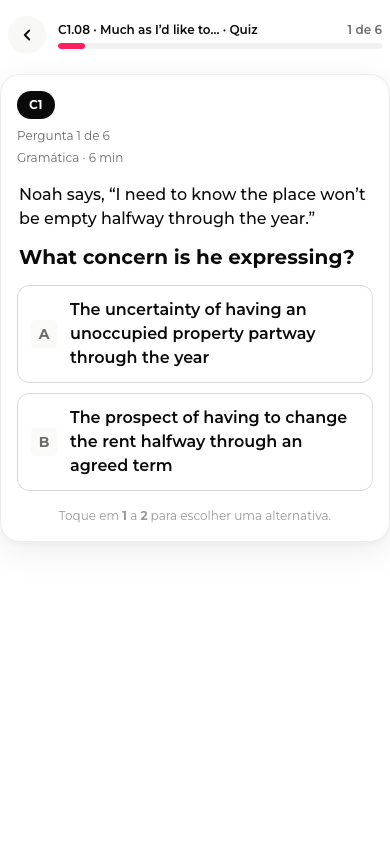 C1.08 · Much as I’d like to… · Quiz
1 de 6
C1
Pergunta 1 de 6
Gramática · 6 min
Noah says, “I need to know the place won’t
be empty halfway through the year.”
What concern is he expressing?
A
The uncertainty of having an
unoccupied property partway
through the year
B
The prospect of having to change
the rent halfway through an
agreed term
Toque em 1 a 2 para escolher uma alternativa.